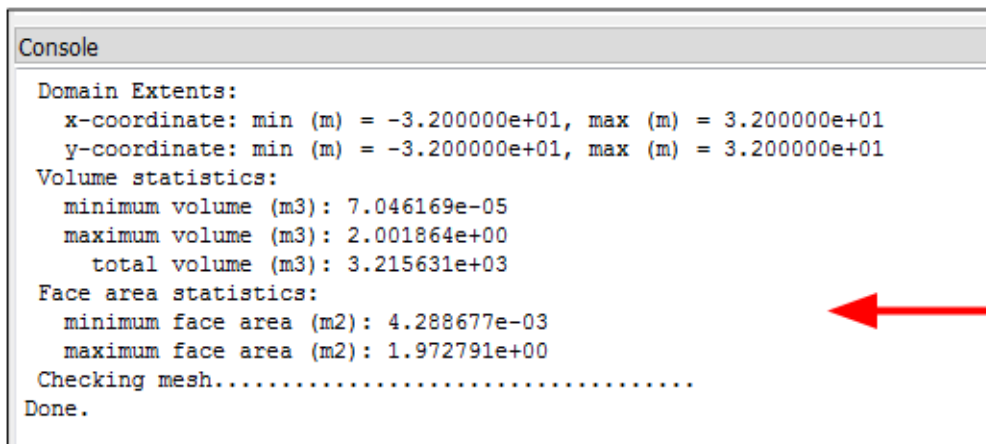 Console
Domain Extents:
x-coordinate: min (m) = -3.200000e+01, max (m) = 3.200000e+01
y-coordinate: min (m) = -3.200000e+01, max (m) = 3.200000e+01
Volume statistics:
minimum volume (m3): 7.046169e-05
maximum volume (m3): 2.001864e+00
total volume (m3): 3.215631e+03
Face area statistics:
minimum face area (m2): 4.288677e-03
maximum face area (m2): 1.972791e+00
Checking mesh....................................
Done.